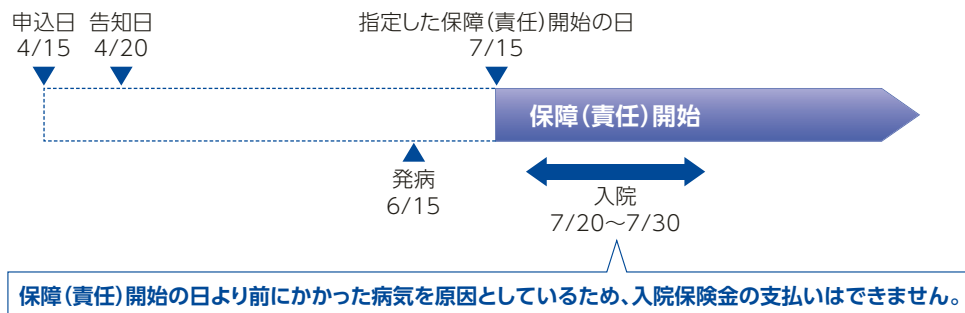 申込日 告知日 指定した保障(責任)開始の日
4/15 4/20 7/15
保障(責任)開始
発病
6/15
入院
7/20～7/30
保障(責任)開始の日より前にかかった病気を原因としているため、入院保険金の支払いはできません。